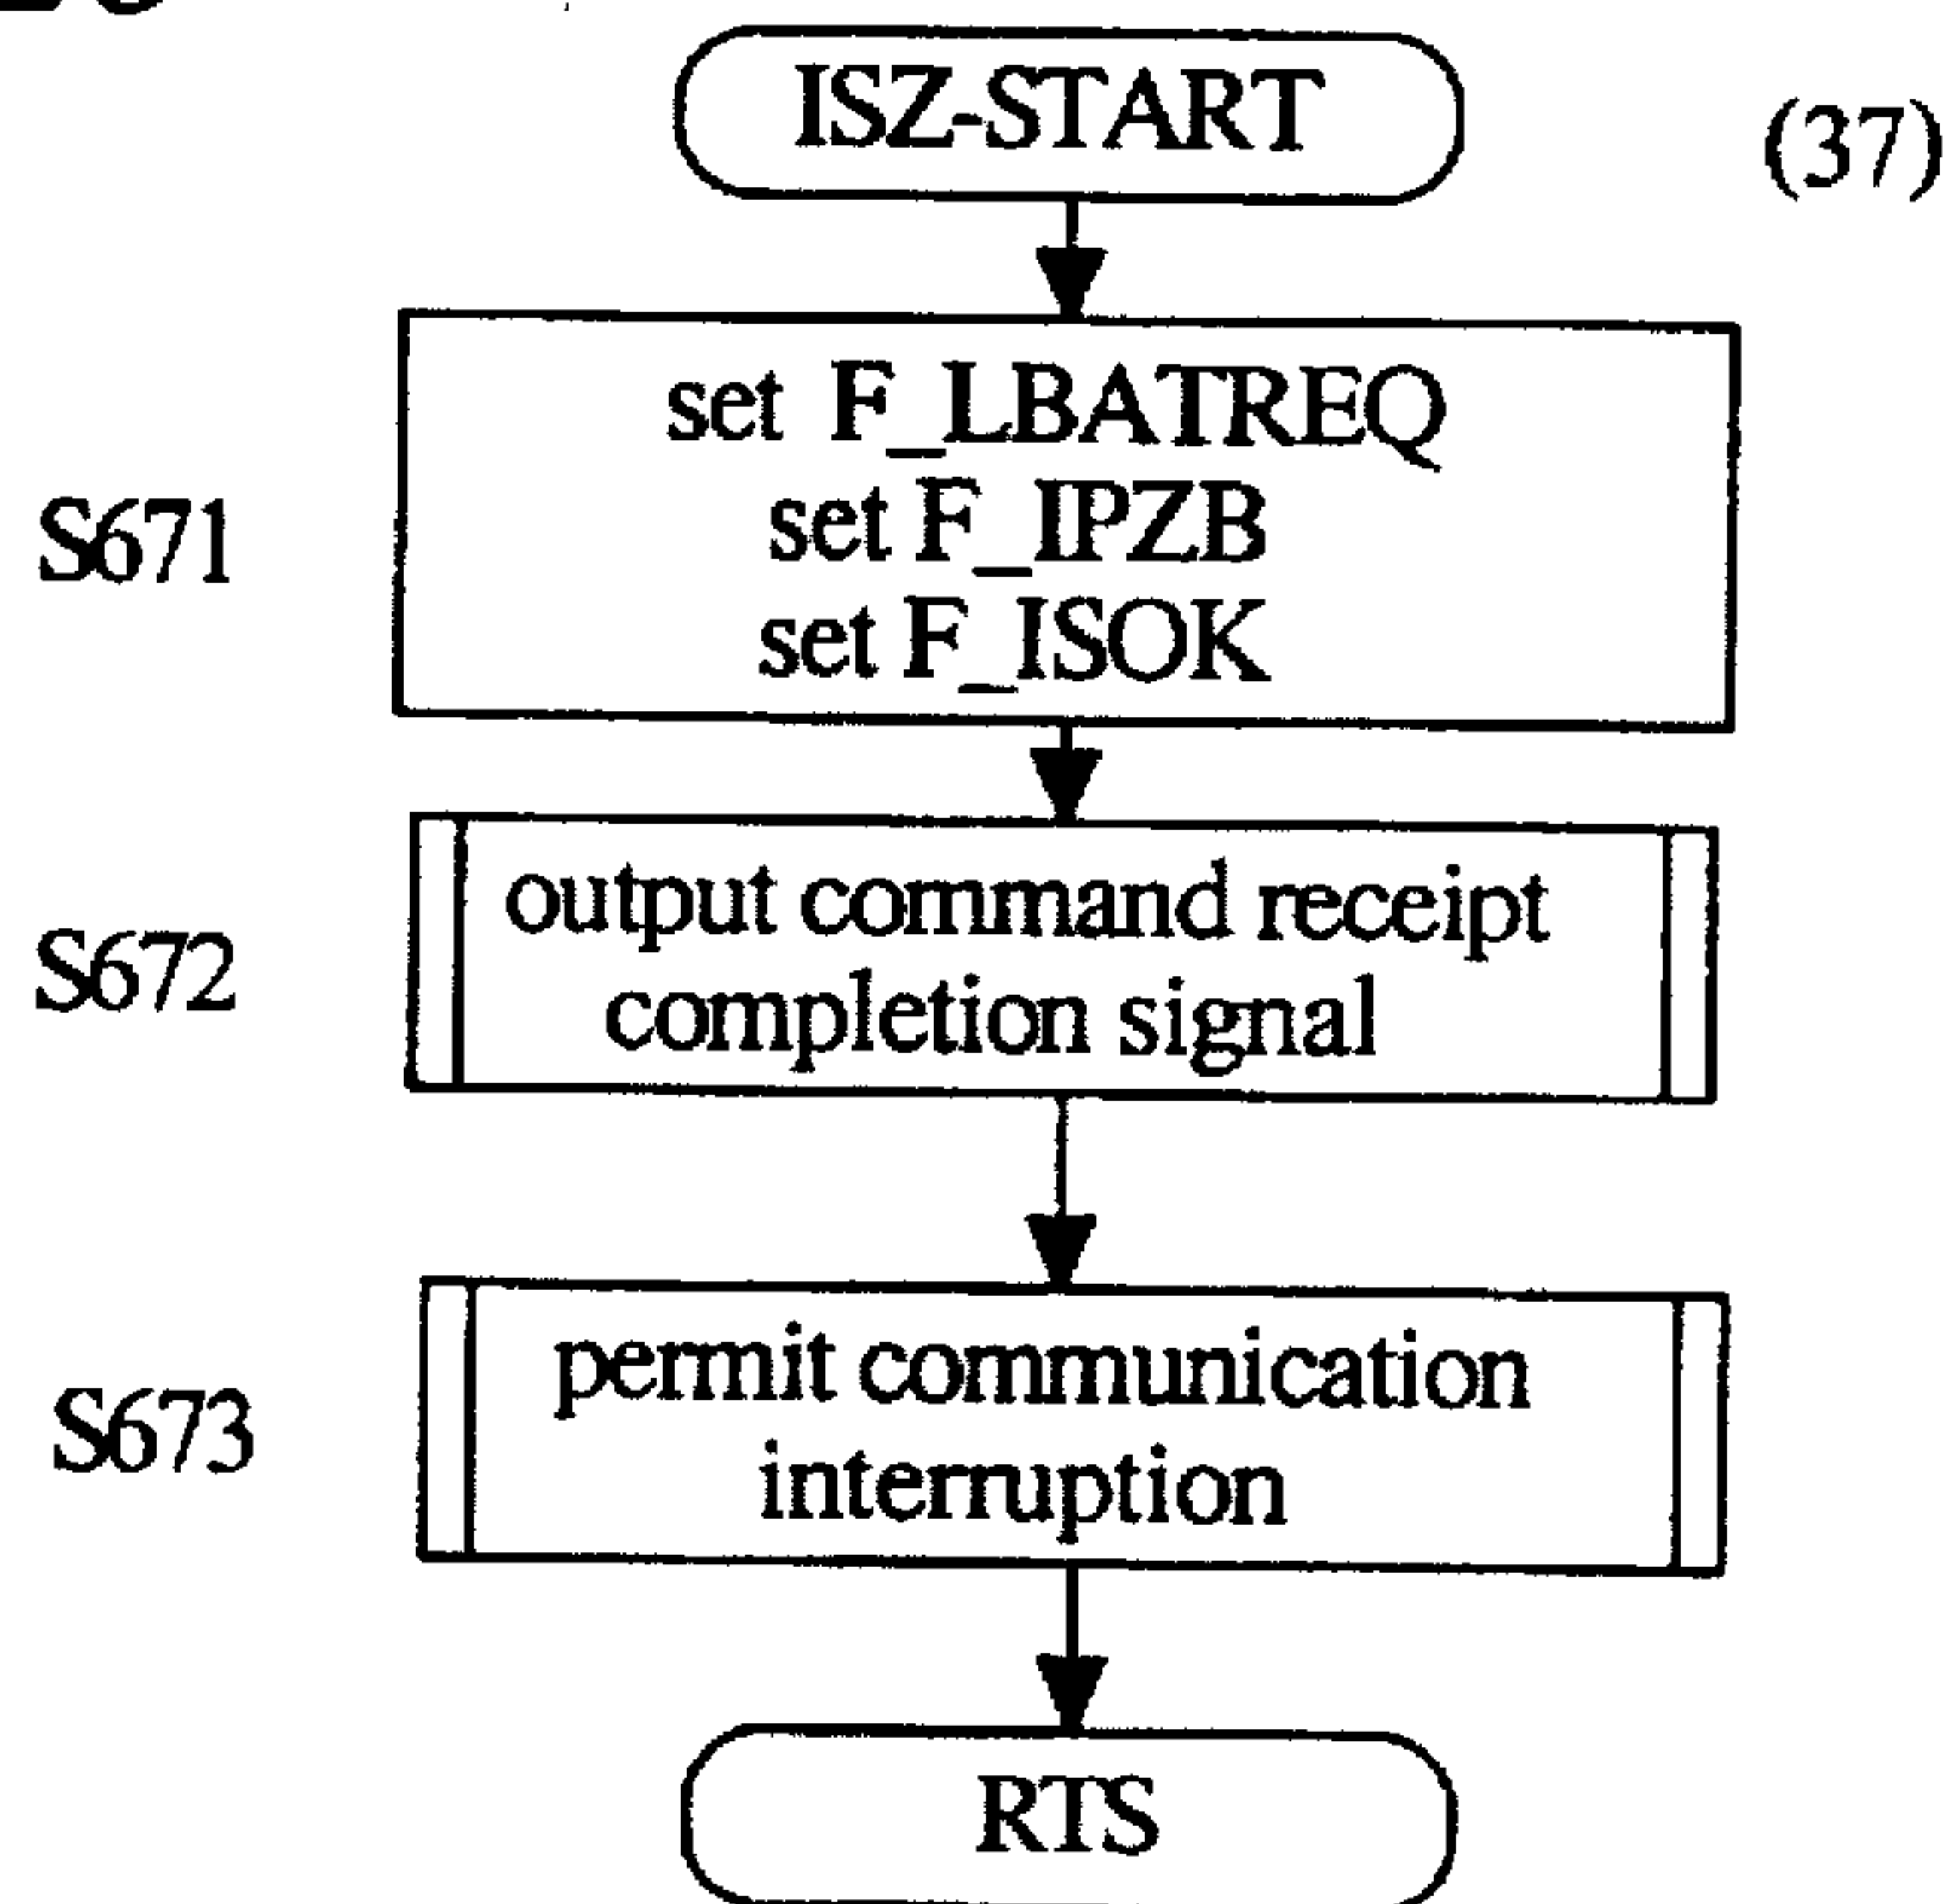 ISZ-START
(37)
S671
set F_LBATREQ
set F_IPZB
set F_ISOK
S672
output command receipt
completion signal
S673
permit communication
interruption
RTS